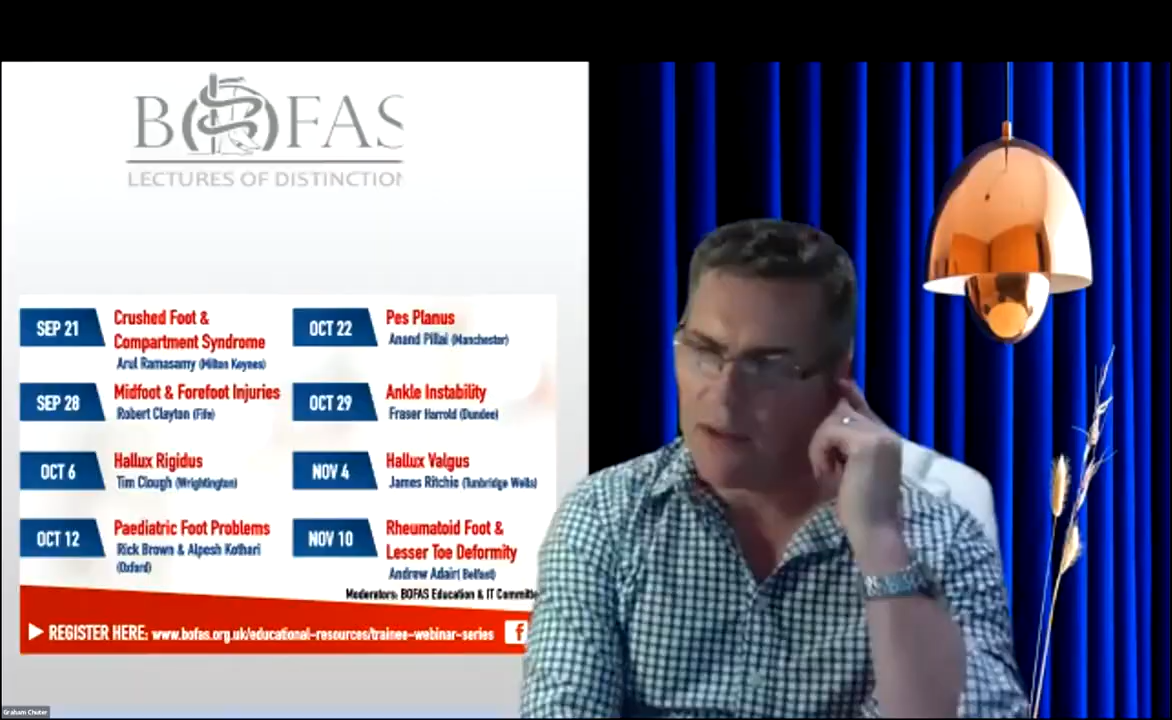 BOFAS
LECTURES OF DISTINCTION
SEP 21
Crushed Foot &
Compartment Syndrome
Arul Ramasamy (Milton Keynes)
SEP 28
Midfoot & Forefoot Injuries
Robert Clayton (Fife)
OCT 6
Hallux Rigidus
Tim Clough (Wrightington)
OCT 12
Paediatric Foot Problems
Rick Brown & Alpesh Kothari
(Oxford)
OCT 22
Pes Planus
Anand Pillai (Manchester)
OCT 29
Ankle Instability
Fraser Harrold (Dundee)
NOV 4
Hallux Valgus
James Ritchie (Tunbridge Wells)
NOV 10
Rheumatoid Foot &
Lesser Toe Deformity
Andrew Adair( Belfast)
Moderators: BOFAS Education & IT Committe
REGISTER HERE: www.bofas.org.uk/educational-resources/trainee-webinar-series
f
Graham Chuter